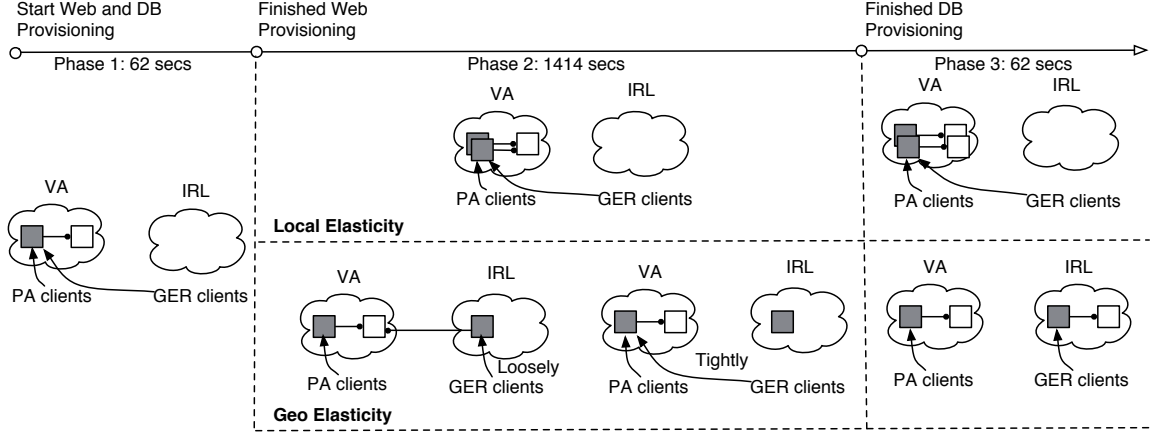 Start Web and DB
Provisioning
Finished Web
Provisioning
Finished DB
Provisioning
Phase 1: 62 secs
Phase 2: 1414 secs
Phase 3: 62 secs
VA
IRL
PA clients
GER clients
VA
IRL
PA clients
GER clients
Local Elasticity
VA
IRL
PA clients
GER clients
VA
IRL
Loosely
PA clients
GER clients
VA
IRL
Tightly
PA clients
GER clients
Geo Elasticity
VA
IRL
PA clients
GER clients